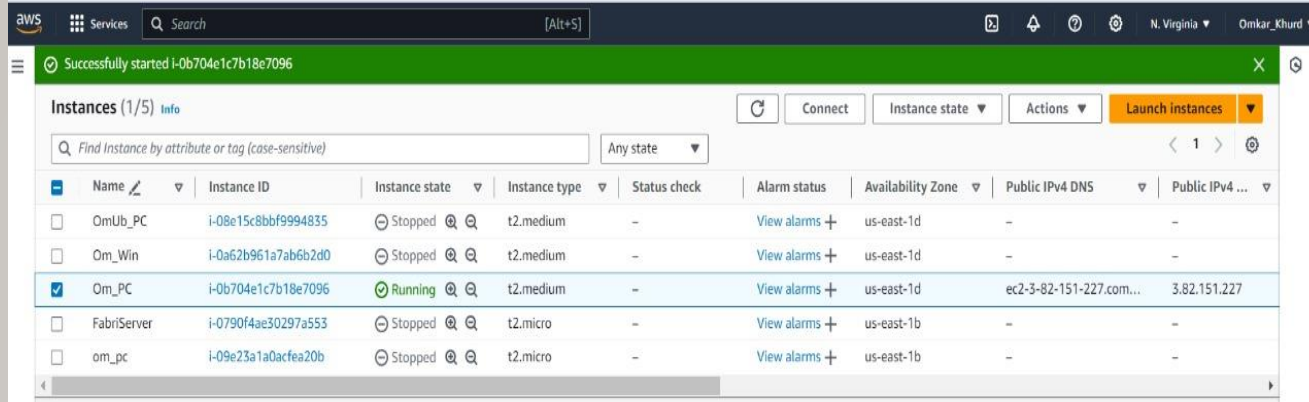 aws Services Search [Alt+S] N. Virginia ▼ Omkar_Khurd
Successfully started i-0b704e1c7b18e7096
Instances (1/5) Info Connect Instance state ▼ Actions ▼ Launch instances ▼
Find Instance by attribute or tag (case-sensitive) Any state ▼ 1
Name Instance ID Instance state Instance type Status check Alarm status Availability Zone Public IPv4 DNS Public IPv4 ...
OmUb_PC i-08e15c8bbf9994835 Stopped t2.medium – View alarms + us-east-1d – –
Om_Win i-0a62b961a7ab6b2d0 Stopped t2.medium – View alarms + us-east-1d – –
Om_PC i-0b704e1c7b18e7096 Running t2.medium – View alarms + us-east-1d ec2-3-82-151-227.com... 3.82.151.227
FabriServer i-0790f4ae30297a553 Stopped t2.micro – View alarms + us-east-1b – –
om_pc i-09e23a1a0acfea20b Stopped t2.micro – View alarms + us-east-1b – –